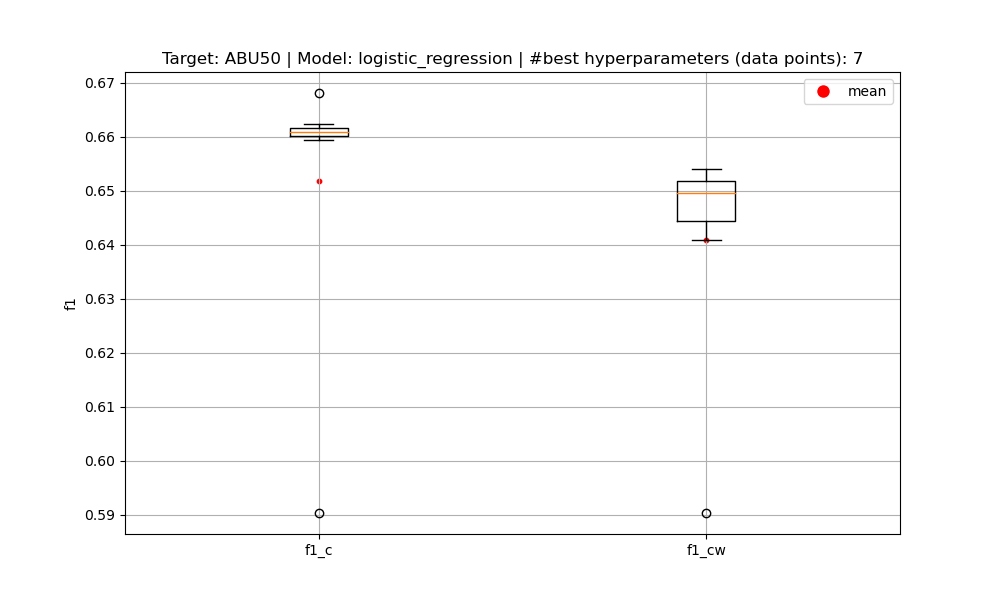 Target: ABU50 | Model: logistic_regression | #best hyperparameters (data points): 7
mean
0.67
0.66
0.65
0.64
0.63
0.62
0.61
0.60
0.59
f1
f1_c
f1_cw